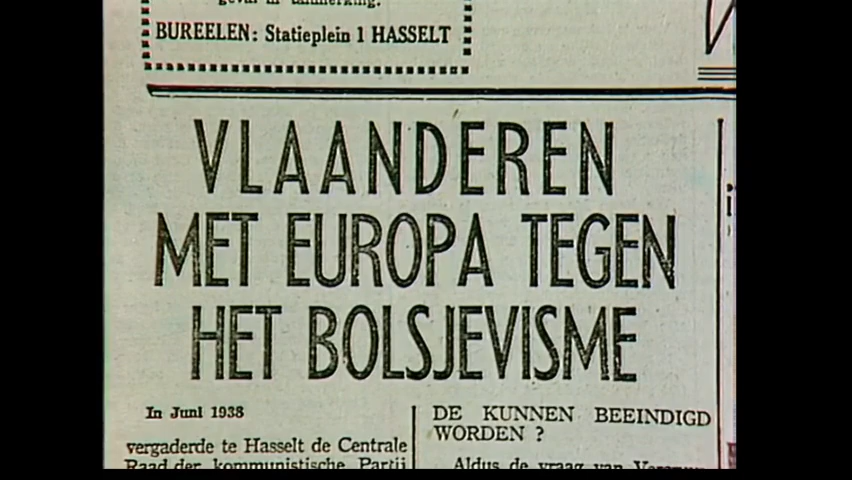 BUREELEN: Statieplein 1 HASSELT
VLAANDEREN
MET EUROPA TEGEN
HET BOLSJEVISME
In Juni 1938
vergaderde te Hasselt de Centrale
Raad der kommunistische Partij
DE KUNNEN BEEINDIGD
WORDEN ?
Aldus de vraag van